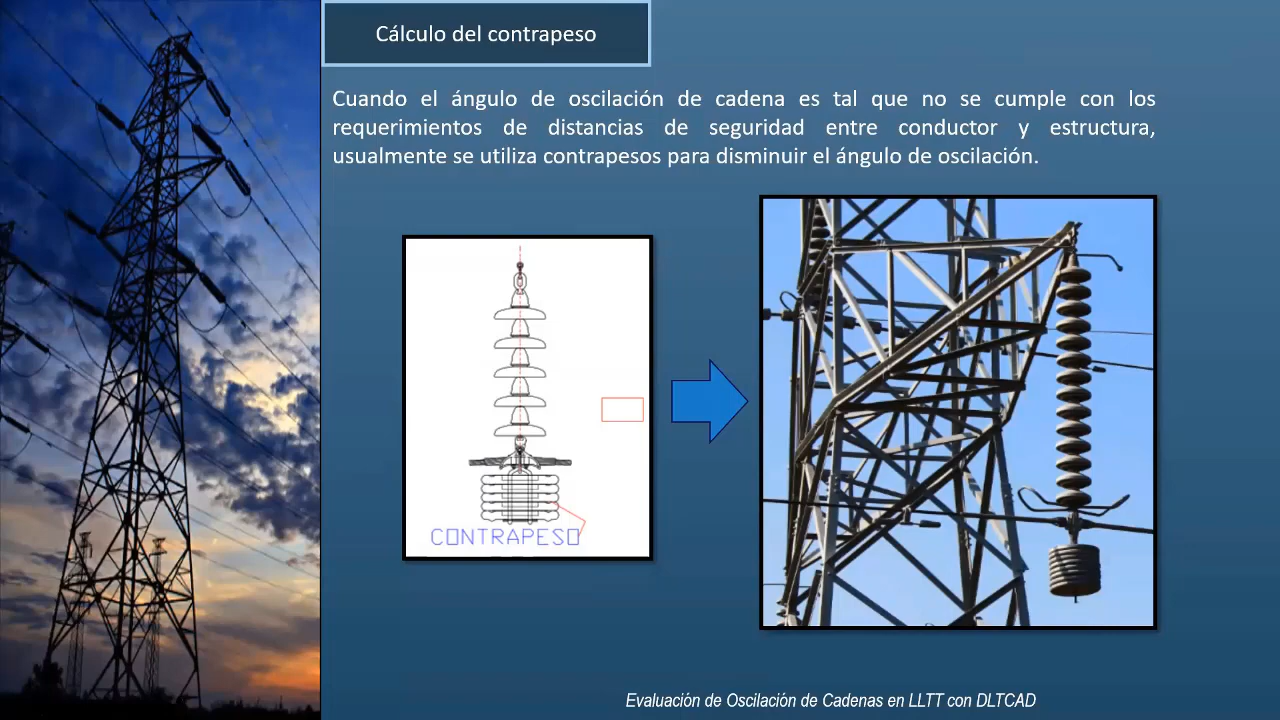 Cálculo del contrapeso
Cuando el ángulo de oscilación de cadena es tal que no se cumple con los
requerimientos de distancias de seguridad entre conductor y estructura,
usualmente se utiliza contrapesos para disminuir el ángulo de oscilación.
CONTRAPESO
Evaluación de Oscilación de Cadenas en LLTT con DLTCAD